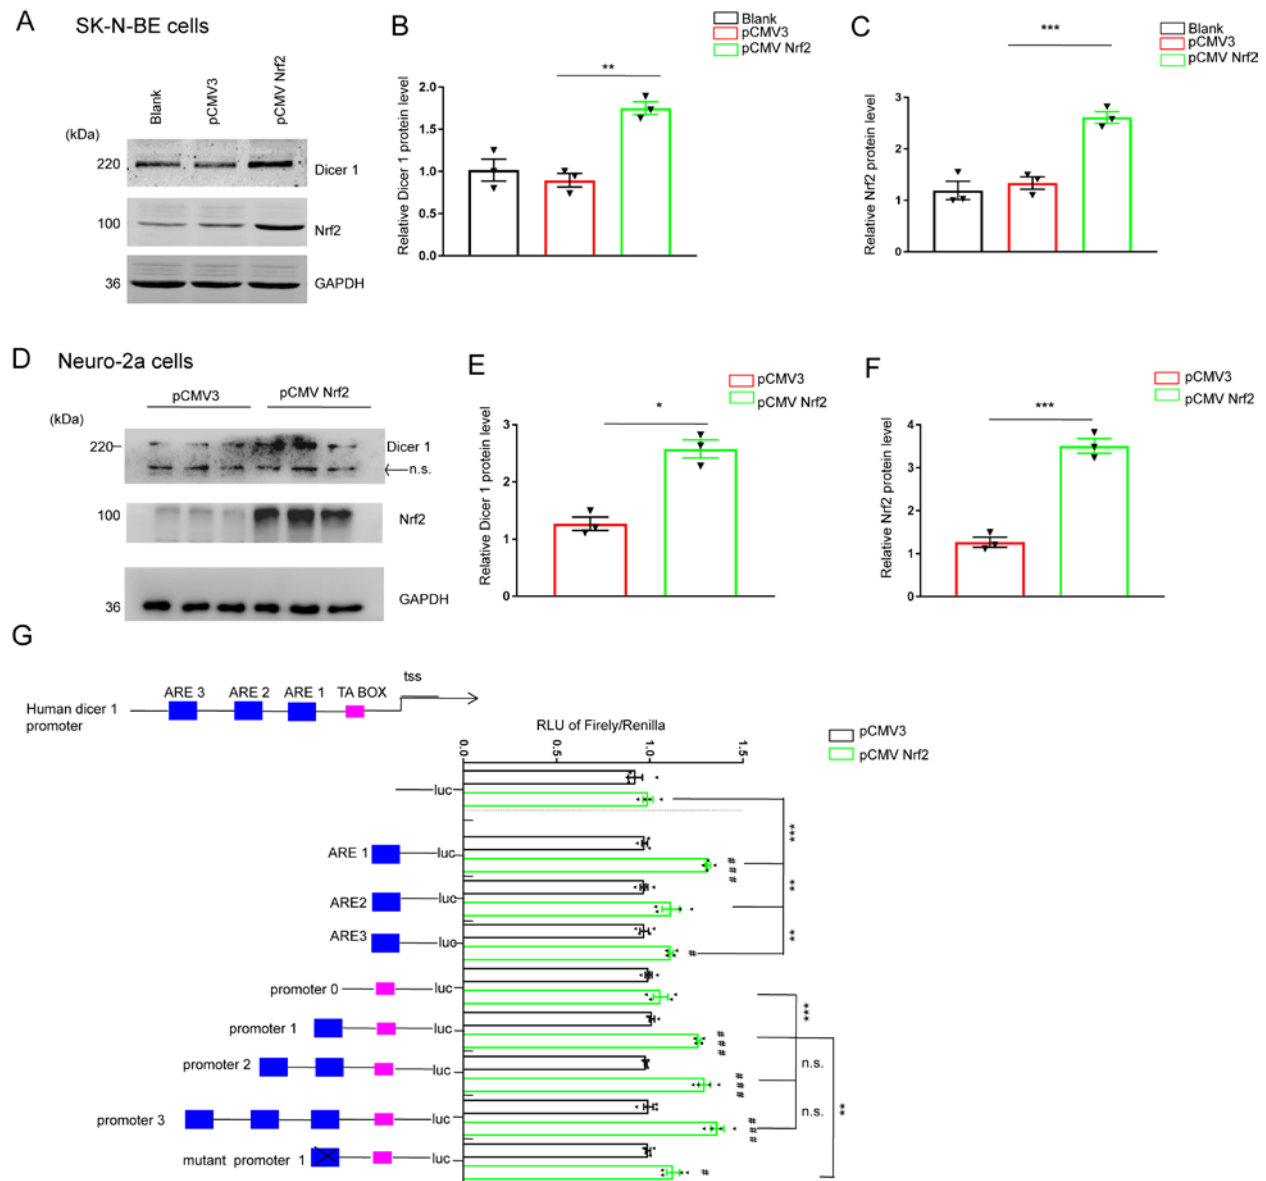 A
SK-N-BE cells
Blank
pCMV3
pCMV Nrf2
(kDa)
220
Dicer 1
100
Nrf2
36
GAPDH
B
Blank
pCMV3
pCMV Nrf2
**
Relative Dicer 1 protein level
2.0
1.5
1.0
0.5
0.0
C
Blank
pCMV3
pCMV Nrf2
***
Relative Nrf2 protein level
3
2
1
0
D
Neuro-2a cells
pCMV3
pCMV Nrf2
(kDa)
220
Dicer 1
n.s.
100
Nrf2
36
GAPDH
E
pCMV3
pCMV Nrf2
*
Relative Dicer 1 protein level
3
2
1
0
F
pCMV3
pCMV Nrf2
***
Relative Nrf2 protein level
4
3
2
1
0
G
ARE 3 ARE 2 ARE 1 TA BOX tss
Human dicer 1
promoter
RLU of Firely/Renilla
0.0 0.5 1.0 1.5
pCMV3
pCMV Nrf2
luc
***
ARE 1 luc
###
**
ARE2 luc
**
ARE3 luc
#
promoter 0 luc
***
promoter 1 luc
###
n.s.
promoter 2 luc
###
n.s.
**
promoter 3 luc
###
mutant promoter 1 luc
#